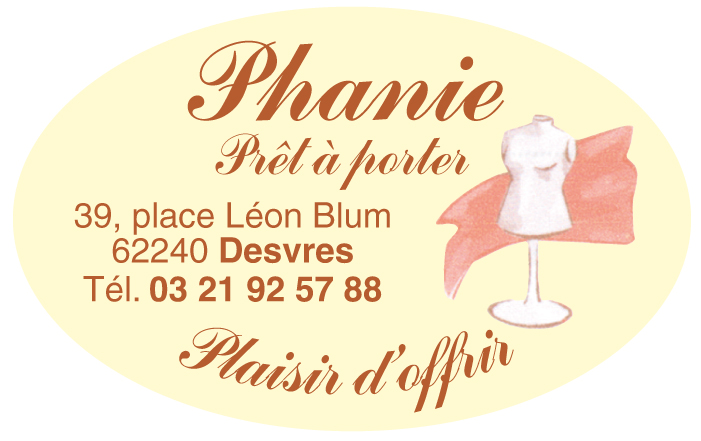 Phanie
Prêt à porter
39, place Léon Blum
62240 Desvres
Tél. 03 21 92 57 88
Plaisir d'offrir